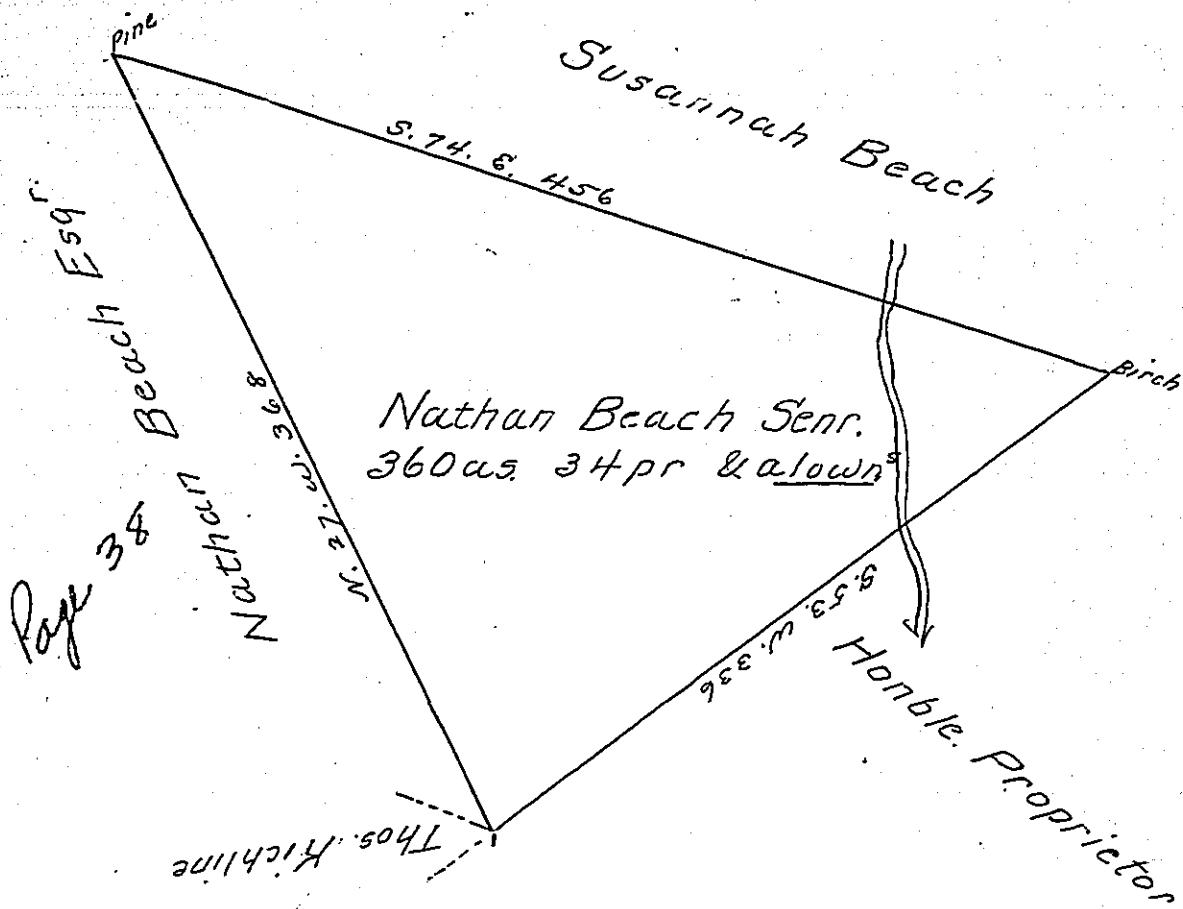 Pine
Susannah Beach
S. 74. E. 456
Nathan Beach Esqr.
N. 27. W. 368
Birch
Nathan Beach Senr.
360as. 34pr & alowns
S. 53. W. 336
Page 38
Honble. Proprietor
Thos. Kichline